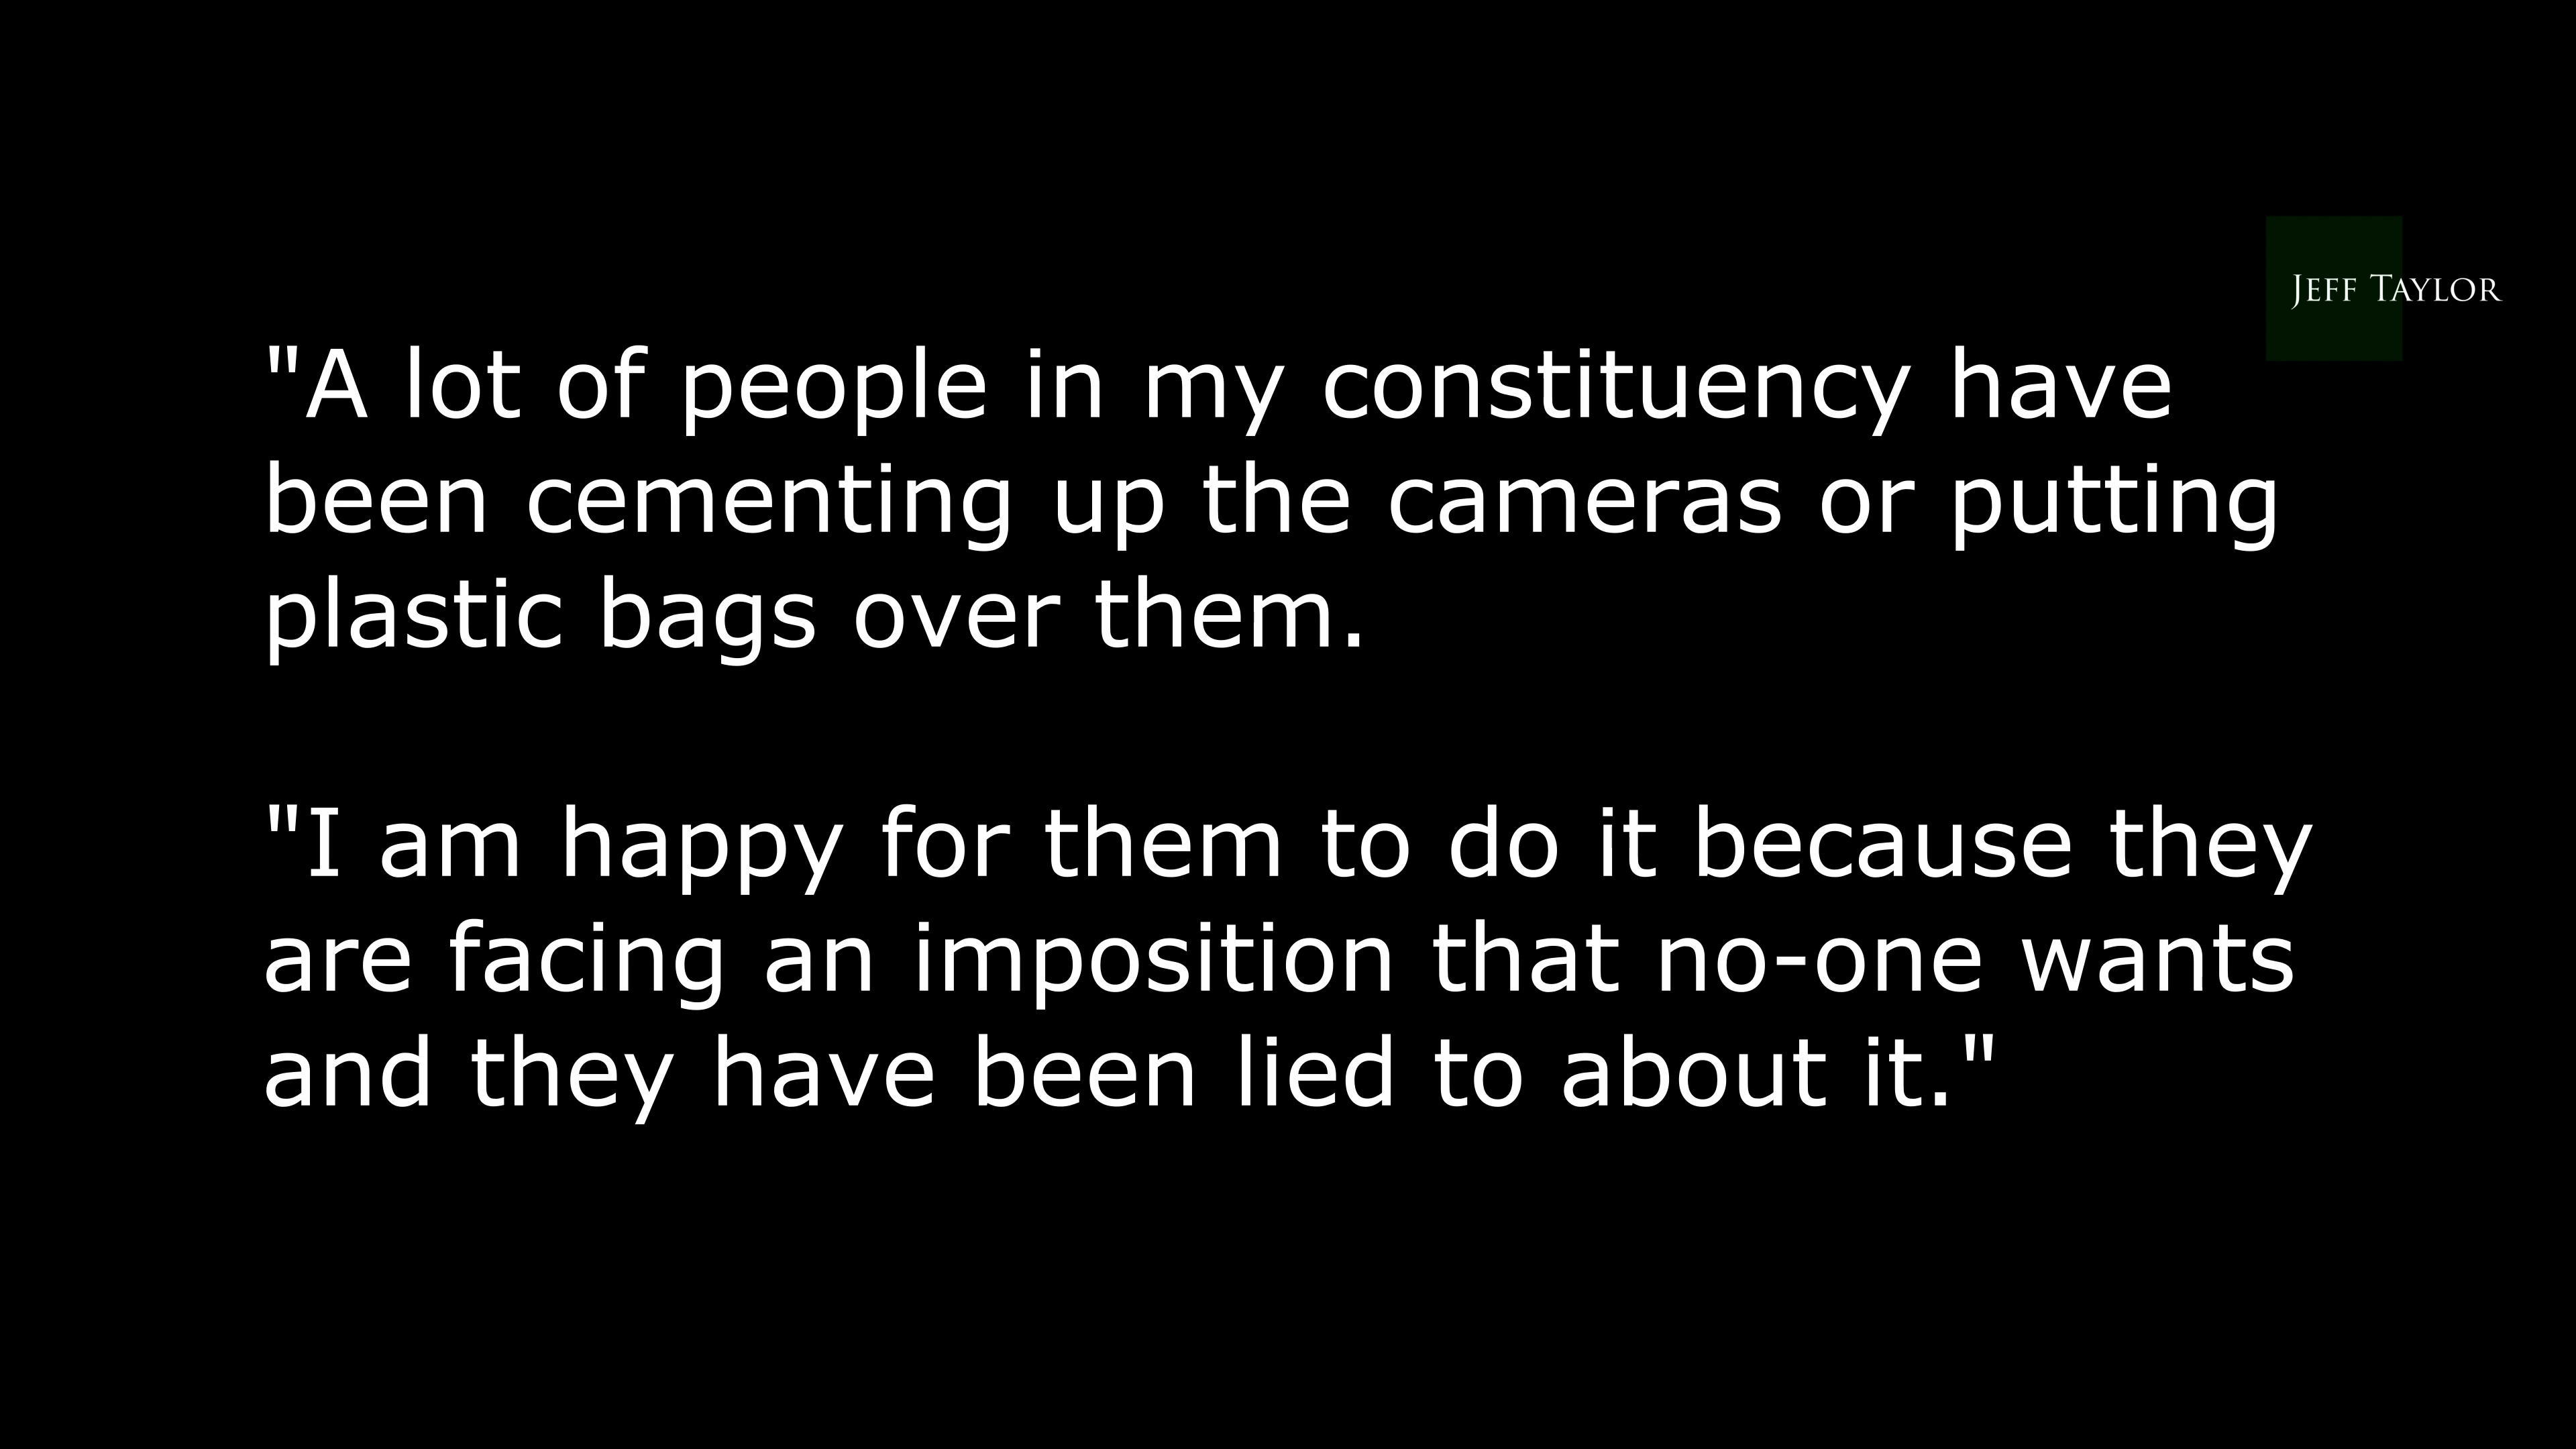 JEFF TAYLOR
"A lot of people in my constituency have
been cementing up the cameras or putting
plastic bags over them.
"I am happy for them to do it because they
are facing an imposition that no-one wants
and they have been lied to about it."